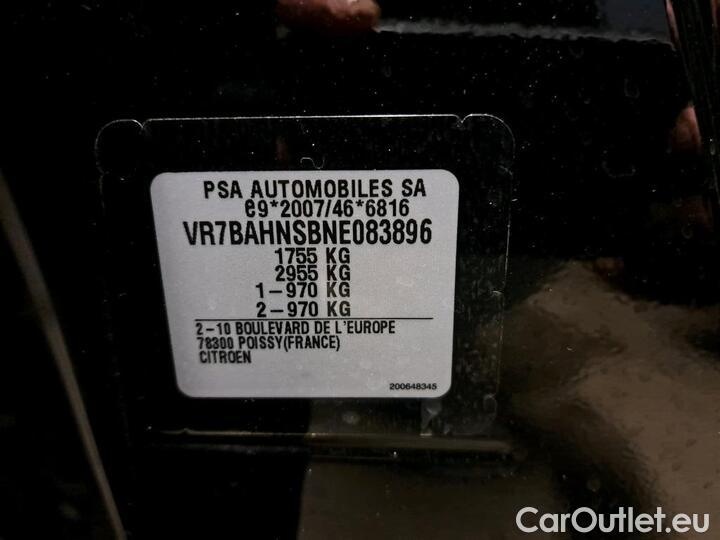 PSA AUTOMOBILES SA
e9*2007/46*6816
VR7BAHNSBNE083896
1755 KG
2955 KG
1-970 KG
2-970 KG
2-10 BOULEVARD DE L'EUROPE
78300 POISSY(FRANCE)
CITROEN
200648345
CarOutlet.eu